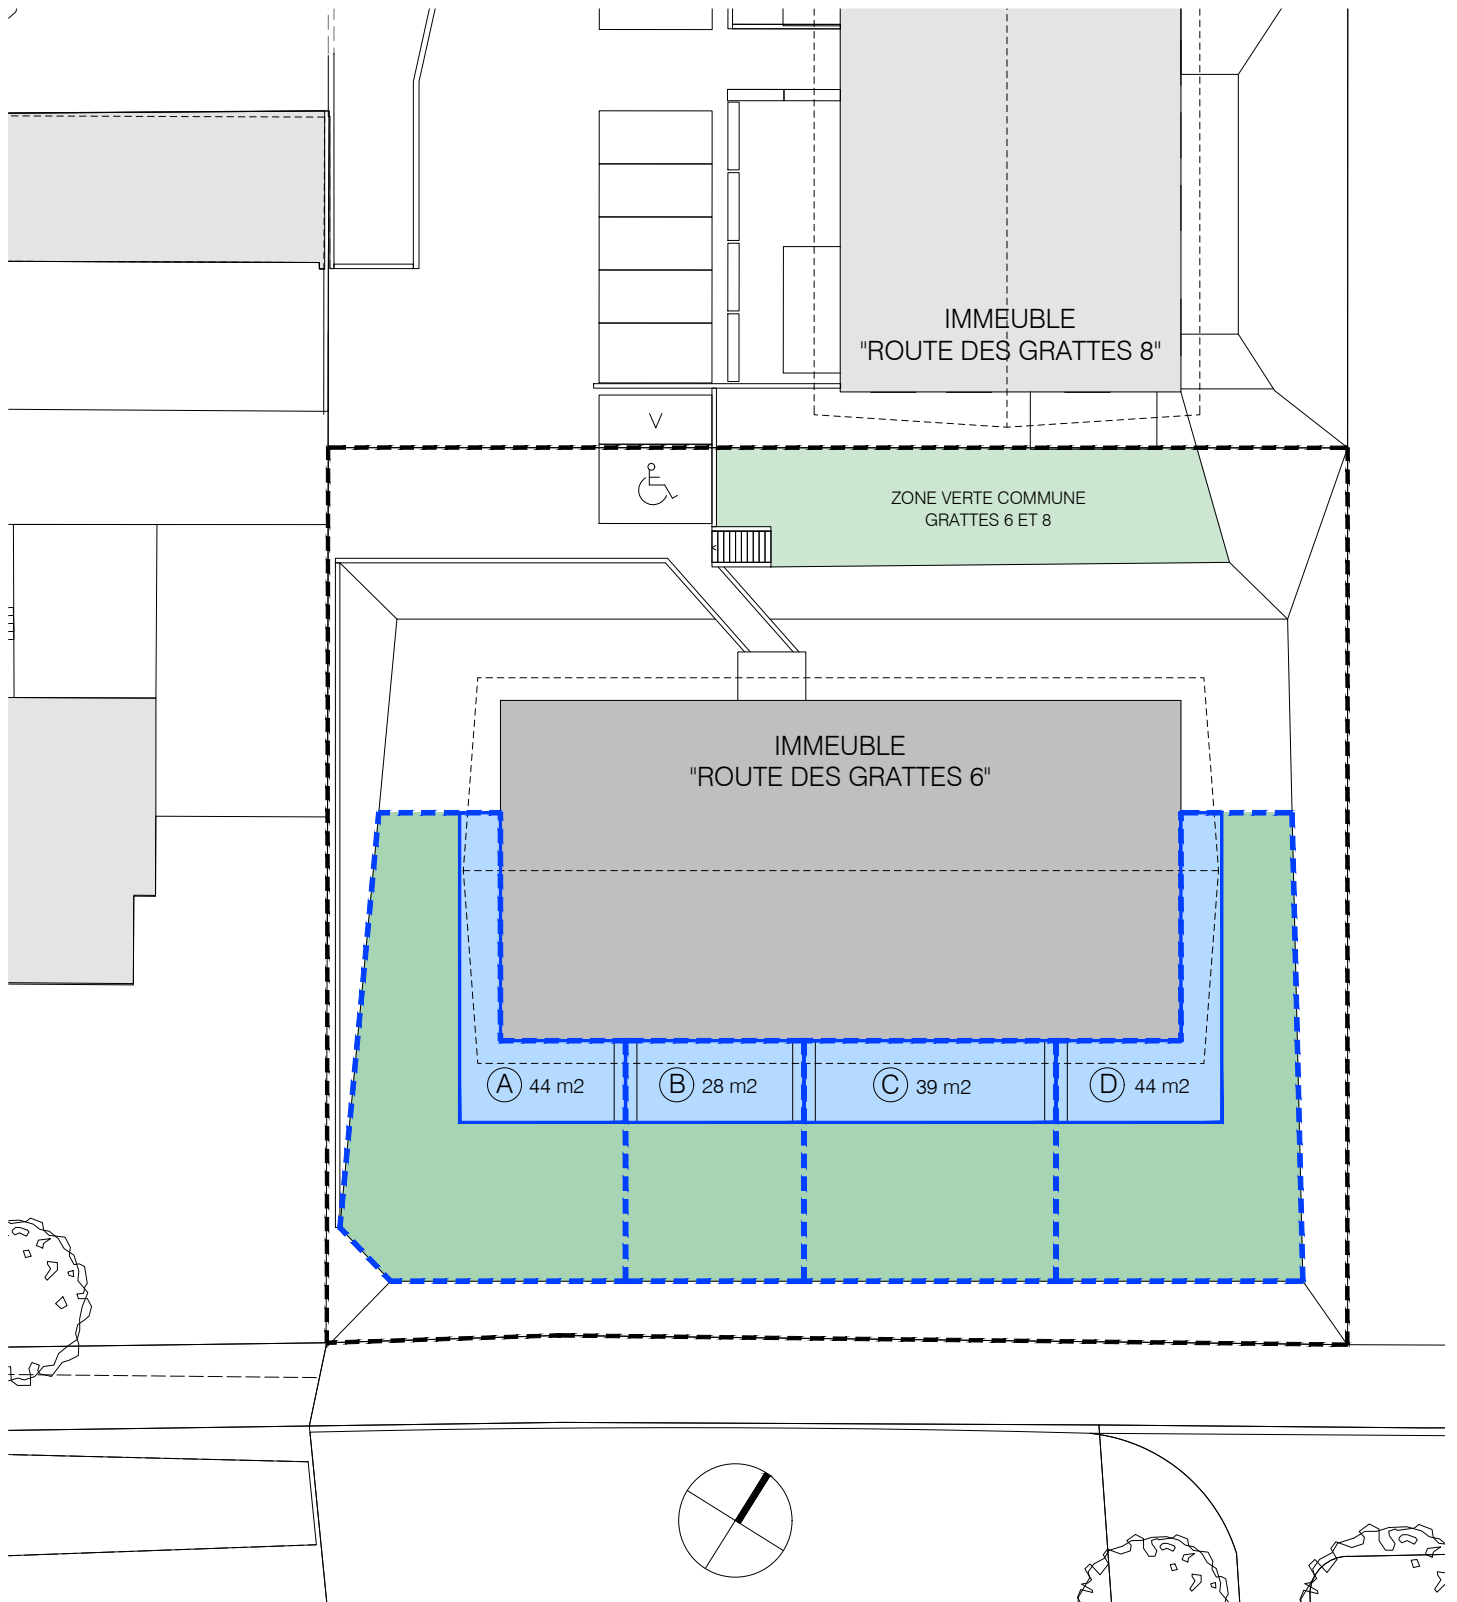 IMMEUBLE
"ROUTE DES GRATTES 8"
V
ZONE VERTE COMMUNE
GRATTES 6 ET 8
IMMEUBLE
"ROUTE DES GRATTES 6"
A 44 m2
B 28 m2
C 39 m2
D 44 m2